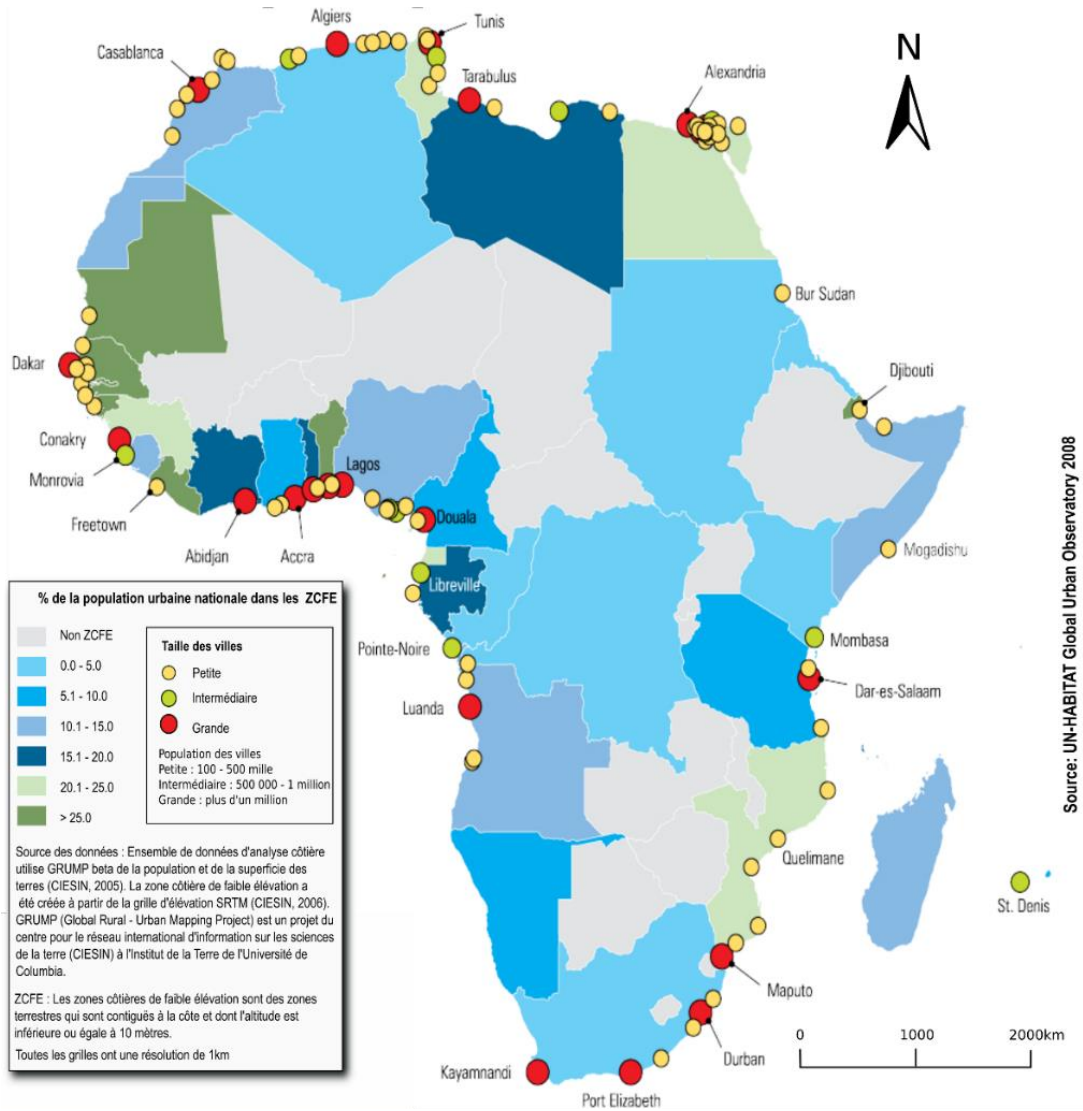 Algiers
Tunis
Casablanca
Tarabulus
Alexandria
N
Bur Sudan
Dakar
Djibouti
Conakry
Monrovia
Lagos
Freetown
Douala
Abidjan
Accra
Mogadishu
Libreville
Pointe-Noire
Mombasa
Dar-es-Salaam
Luanda
Quelimane
St. Denis
Maputo
Durban
Kayamnandi
Port Elizabeth
0 1000 2000km
Source: UN-HABITAT Global Urban Observatory 2008
% de la population urbaine nationale dans les ZCFE
Non ZCFE
0.0 - 5.0
5.1 - 10.0
10.1 - 15.0
15.1 - 20.0
20.1 - 25.0
> 25.0
Taille des villes
Petite
Intermédiaire
Grande
Population des villes
Petite : 100 - 500 mille
Intermédiaire : 500 000 - 1 million
Grande : plus d'un million
Source des données : Ensemble de données d'analyse côtière
utilise GRUMP beta de la population et de la superficie des
terres (CIESIN, 2005). La zone côtière de faible élévation a
été créée à partir de la grille d'élévation SRTM (CIESIN, 2006).
GRUMP (Global Rural - Urban Mapping Project) est un projet du
centre pour le réseau international d'information sur les sciences
de la terre (CIESIN) à l'Institut de la Terre de l'Université de
Columbia.
ZCFE : Les zones côtières de faible élévation sont des zones
terrestres qui sont contiguës à la côte et dont l'altitude est
inférieure ou égale à 10 mètres.
Toutes les grilles ont une résolution de 1km